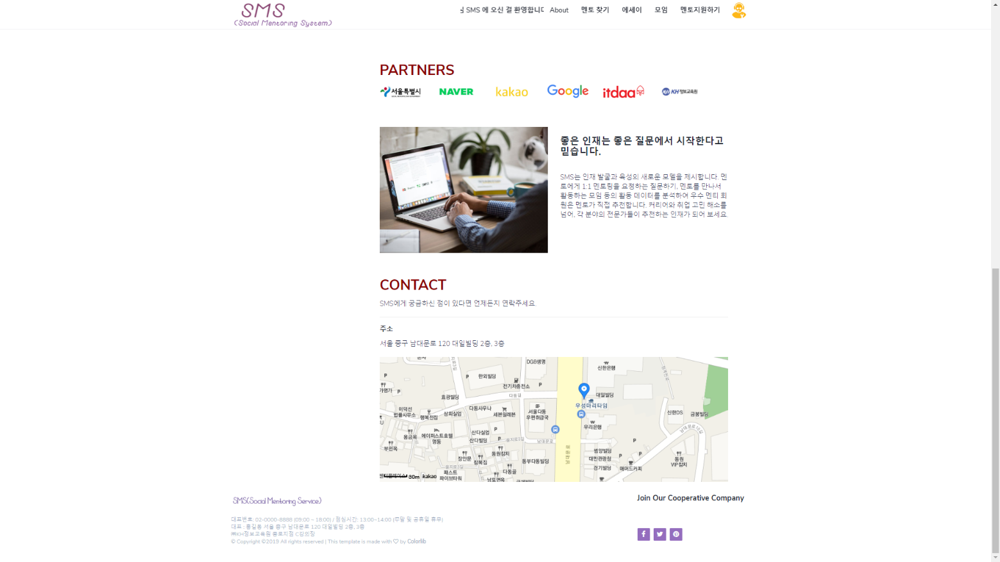 SMS
(Social Mentoring System)
님 SMS 에 오신 걸 환영합니다
About
멘토 찾기
에세이
모임
멘토지원하기
PARTNERS
서울특별시
NAVER
kakao
Google
itdaa
KH정보교육원
좋은 인재는 좋은 질문에서 시작한다고
믿습니다.
SMS는 인재 발굴과 육성의 새로운 모델을 제시합니다. 멘
토에게 1:1 멘토링을 요청하는 질문하기, 멘토를 만나서
활동하는 모임 등의 활동 데이터를 분석하여 우수 멘티 회
원은 멘토가 직접 추천합니다. 커리어와 취업 고민 해소를
넘어, 각 분야의 전문가들이 추천하는 인재가 되어 보세요.
CONTACT
SMS에게 궁금하신 점이 있다면 언제든지 연락주세요.
주소
서울 중구 남대문로 120 대일빌딩 2층, 3층
DGB생명
신한은행
한외빌딩
전기차충전소
대일빌딩
효광빌딩
다동길
우성마리타임
이덕선
법률사무소
행복전집
상희실업
다동사무나
세븐일레븐
서울다동
우편취급국
신한DS
금봉빌딩
우리은행
용금옥
에이퍼스트호텔
명동
산다실업
산다빌딩
남대문로
부민옥
장안문
참복집
동원참치
동부다동빌딩
범양빌딩
대만관광청
경기빌딩
메머드커피
동원
VIP참치
패스트
파이브타워
다동골
남포면옥
30m
kakao
SMS(Social Mentoring Service)
Join Our Cooperative Company
대표번호: 02-0000-8888 (09:00 ~ 18:00) / 점심시간: 13:00~14:00 (주말 및 공휴일 휴무)
대표 : 홍길동 서울 중구 남대문로 120 대일빌딩 2층, 3층
㈜KH정보교육원 종로지점 C강의장
© Copyright ©2019 All rights reserved | This template is made with ♡ by Colorlib